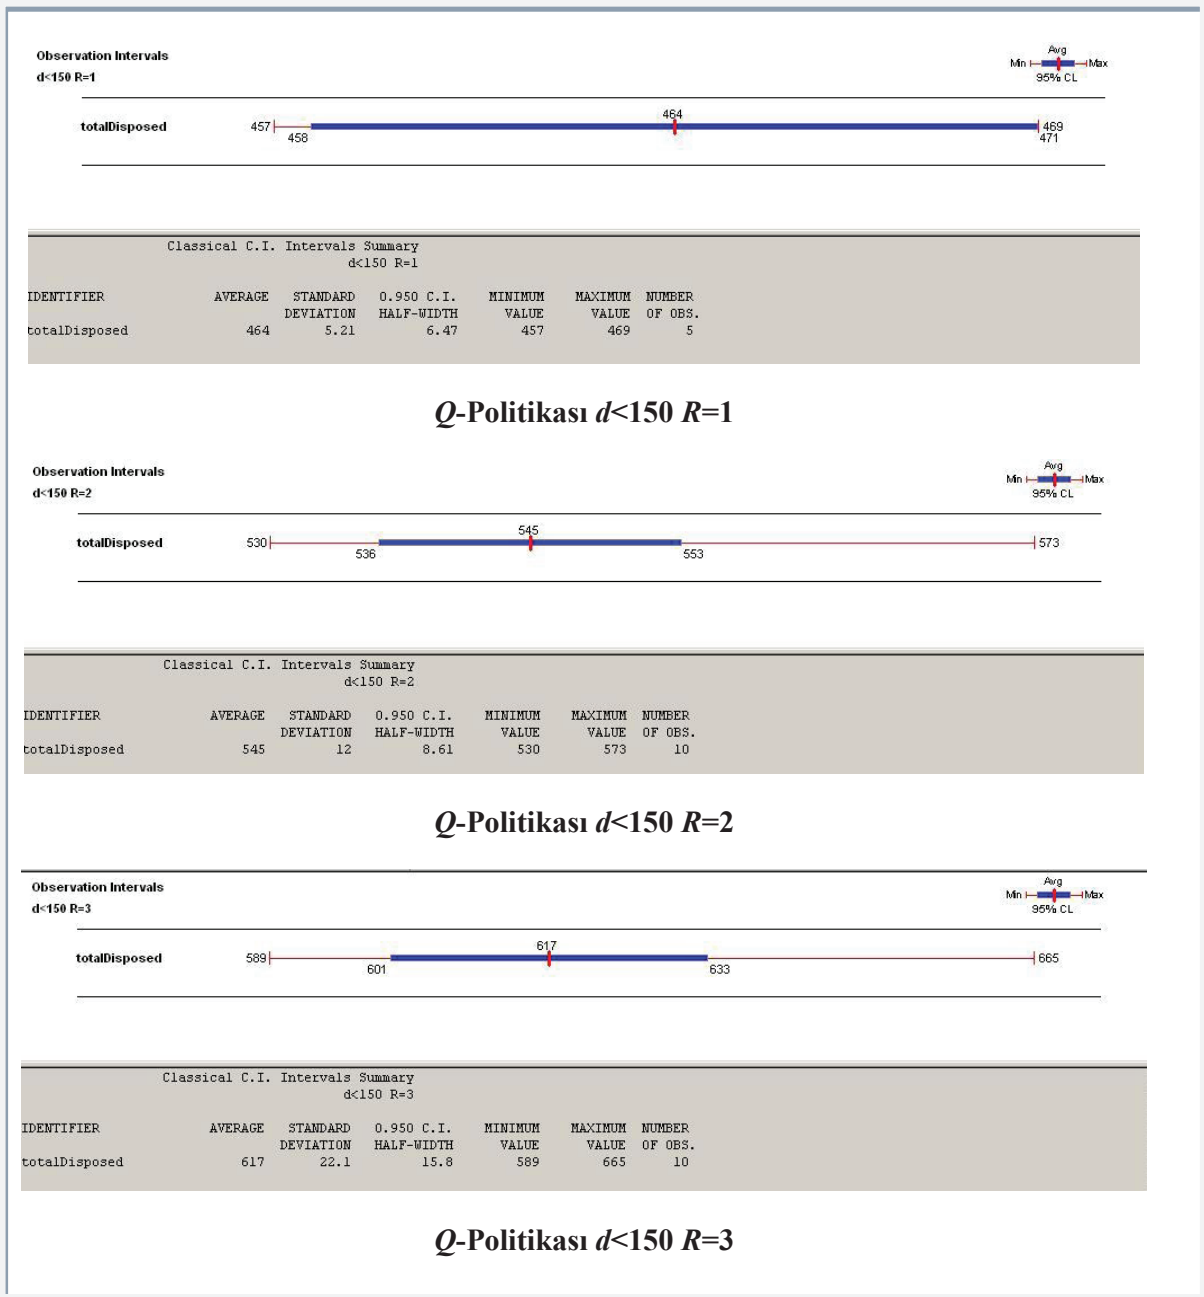 Observation Intervals
d<150 R=1
Avg
Min Max
95% CL
464
totalDisposed 457 469
458 471
Classical C.I. Intervals Summary
d<150 R=1
IDENTIFIER AVERAGE STANDARD 0.950 C.I. MINIMUM MAXIMUM NUMBER
DEVIATION HALF-WIDTH VALUE VALUE OF OBS.
totalDisposed 464 5.21 6.47 457 469 5
Q-Politikası d<150 R=1
Observation Intervals
d<150 R=2
Avg
Min Max
95% CL
545
totalDisposed 530 573
536 553
Classical C.I. Intervals Summary
d<150 R=2
IDENTIFIER AVERAGE STANDARD 0.950 C.I. MINIMUM MAXIMUM NUMBER
DEVIATION HALF-WIDTH VALUE VALUE OF OBS.
totalDisposed 545 12 8.61 530 573 10
Q-Politikası d<150 R=2
Observation Intervals
d<150 R=3
Avg
Min Max
95% CL
617
totalDisposed 589 665
601 633
Classical C.I. Intervals Summary
d<150 R=3
IDENTIFIER AVERAGE STANDARD 0.950 C.I. MINIMUM MAXIMUM NUMBER
DEVIATION HALF-WIDTH VALUE VALUE OF OBS.
totalDisposed 617 22.1 15.8 589 665 10
Q-Politikası d<150 R=3